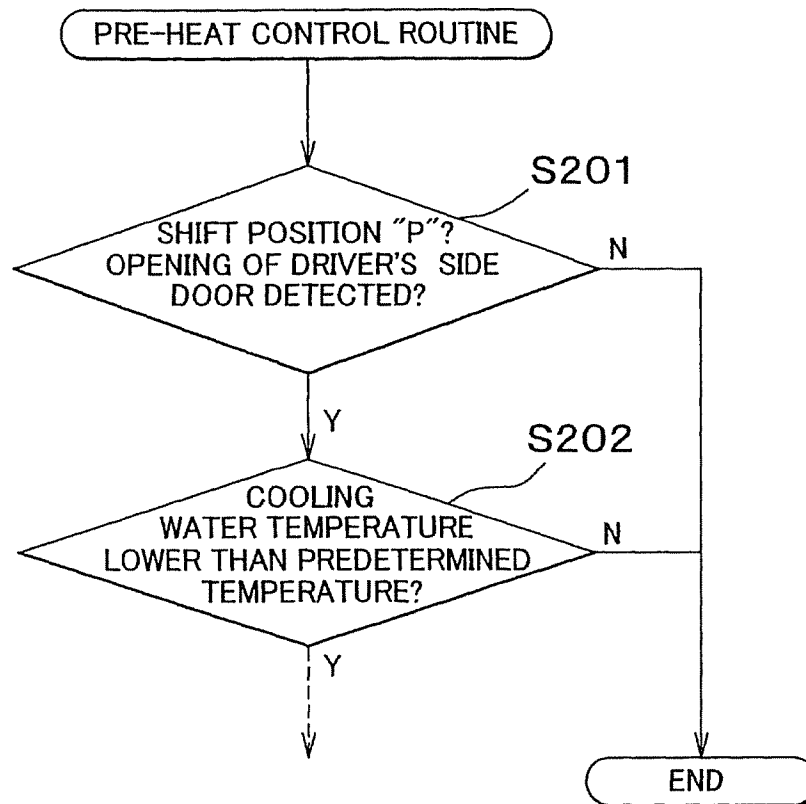 PRE-HEAT CONTROL ROUTINE
S201
SHIFT POSITION "P"?
OPENING OF DRIVER'S SIDE
DOOR DETECTED?
N
Y
S202
COOLING
WATER TEMPERATURE
LOWER THAN PREDETERMINED
TEMPERATURE?
N
Y
END